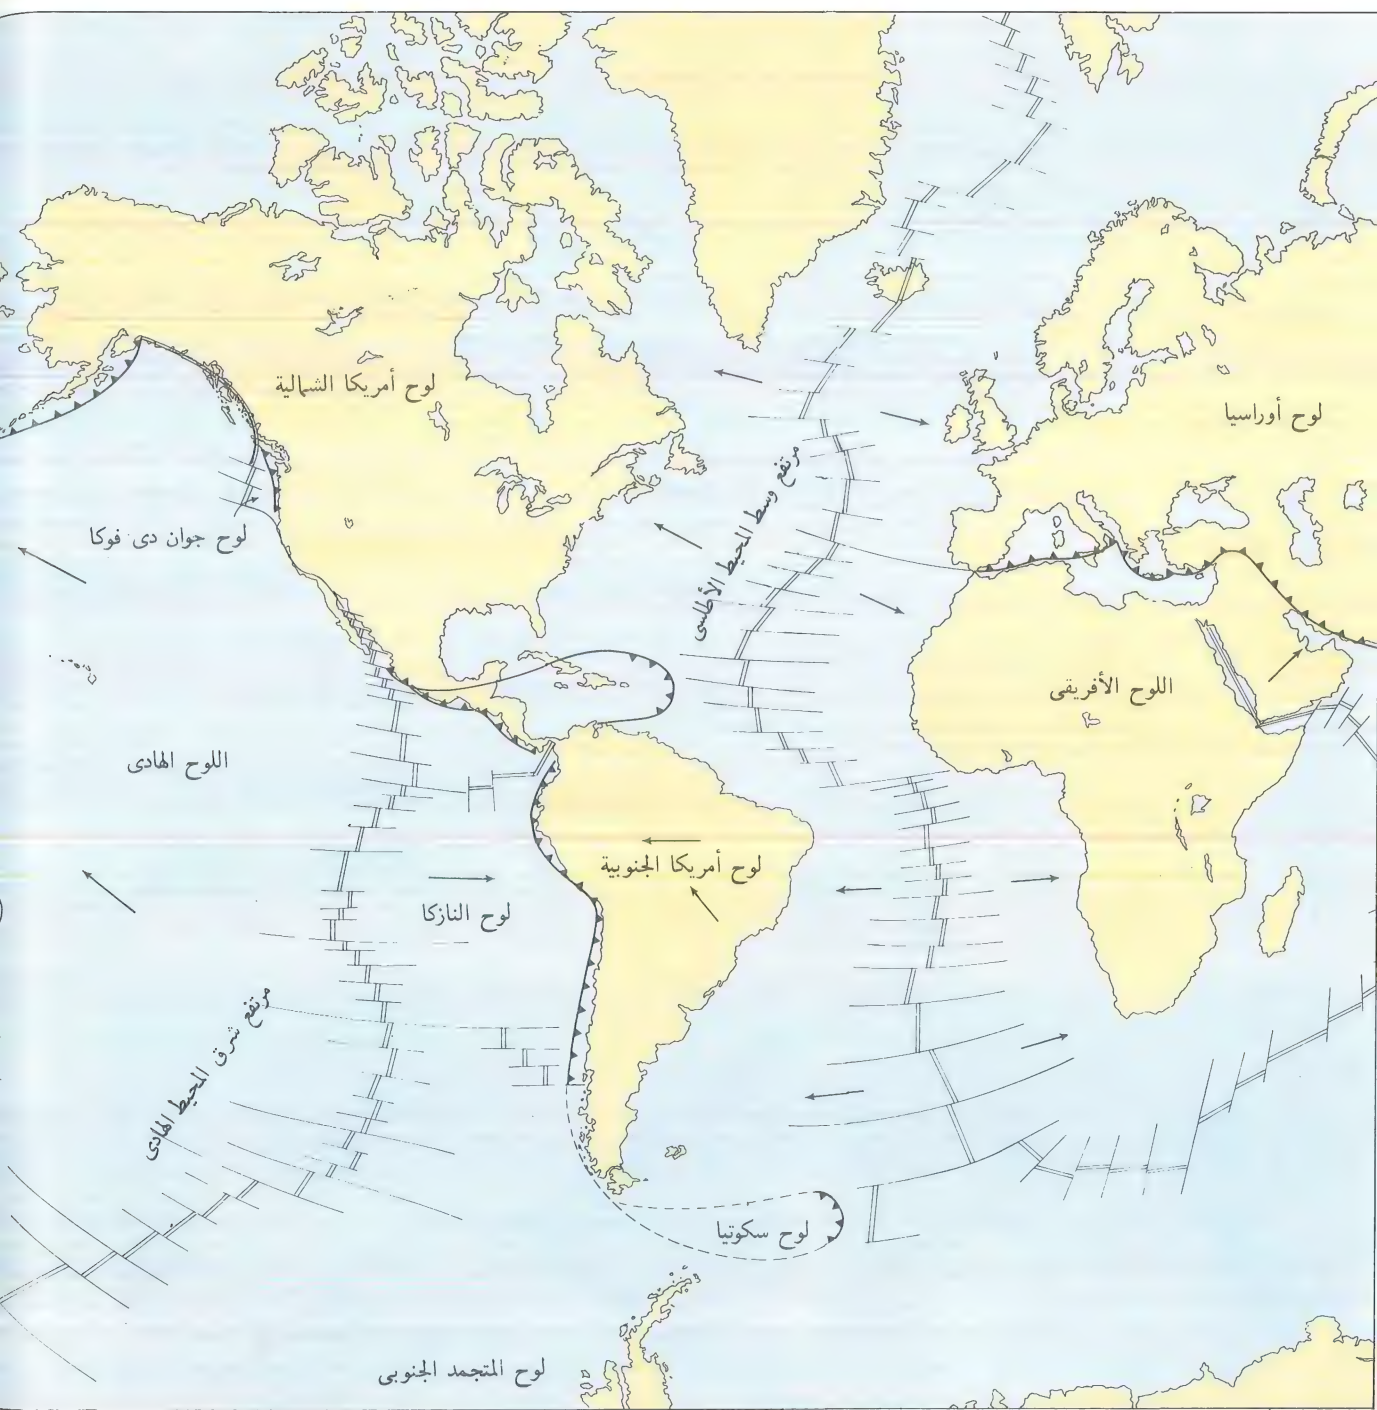 لوح أمريكا الشمالية
لوح أوراسيا
مرتفع وسط المحيط الأطلسى
لوح جوان دى فوكا
اللوح الأفريقى
اللوح الهادى
لوح أمريكا الجنوبية
لوح النازكا
مرتفع شرق المحيط الهادى
لوح سكوتيا
لوح المتجمد الجنوبى